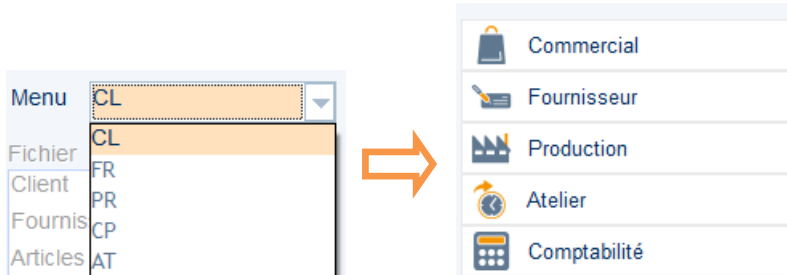 Menu CL
CL
Fichier
FR
Client
PR
Fournis
CP
Articles AT
Commercial
Fournisseur
Production
Atelier
Comptabilité